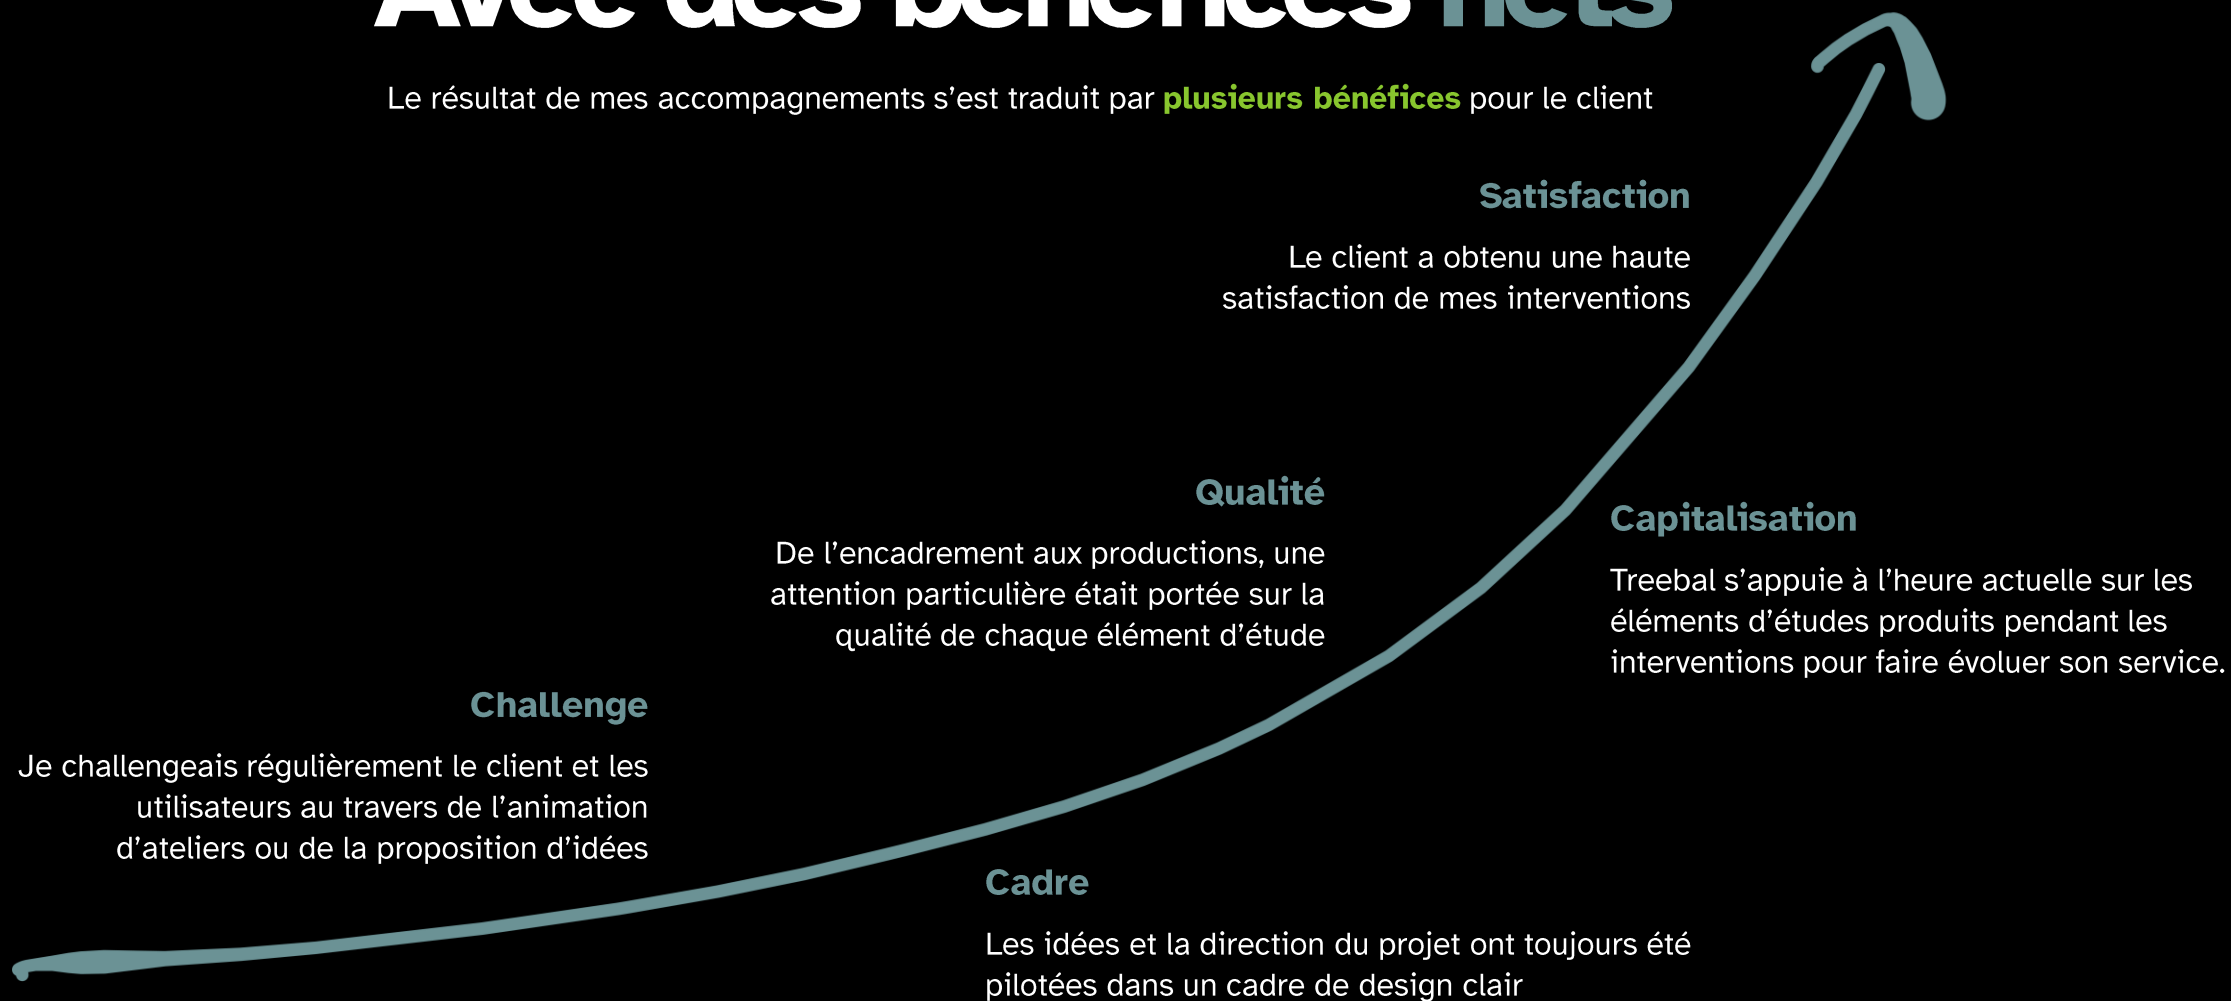 Avec des bénéfices nets
Le résultat de mes accompagnements s’est traduit par plusieurs bénéfices pour le client
Satisfaction
Le client a obtenu une haute
satisfaction de mes interventions
Qualité
De l’encadrement aux productions, une
attention particulière était portée sur la
qualité de chaque élément d’étude
Capitalisation
Treebal s’appuie à l’heure actuelle sur les
éléments d’études produits pendant les
interventions pour faire évoluer son service.
Challenge
Je challengeais régulièrement le client et les
utilisateurs au travers de l’animation
d’ateliers ou de la proposition d’idées
Cadre
Les idées et la direction du projet ont toujours été
pilotées dans un cadre de design clair